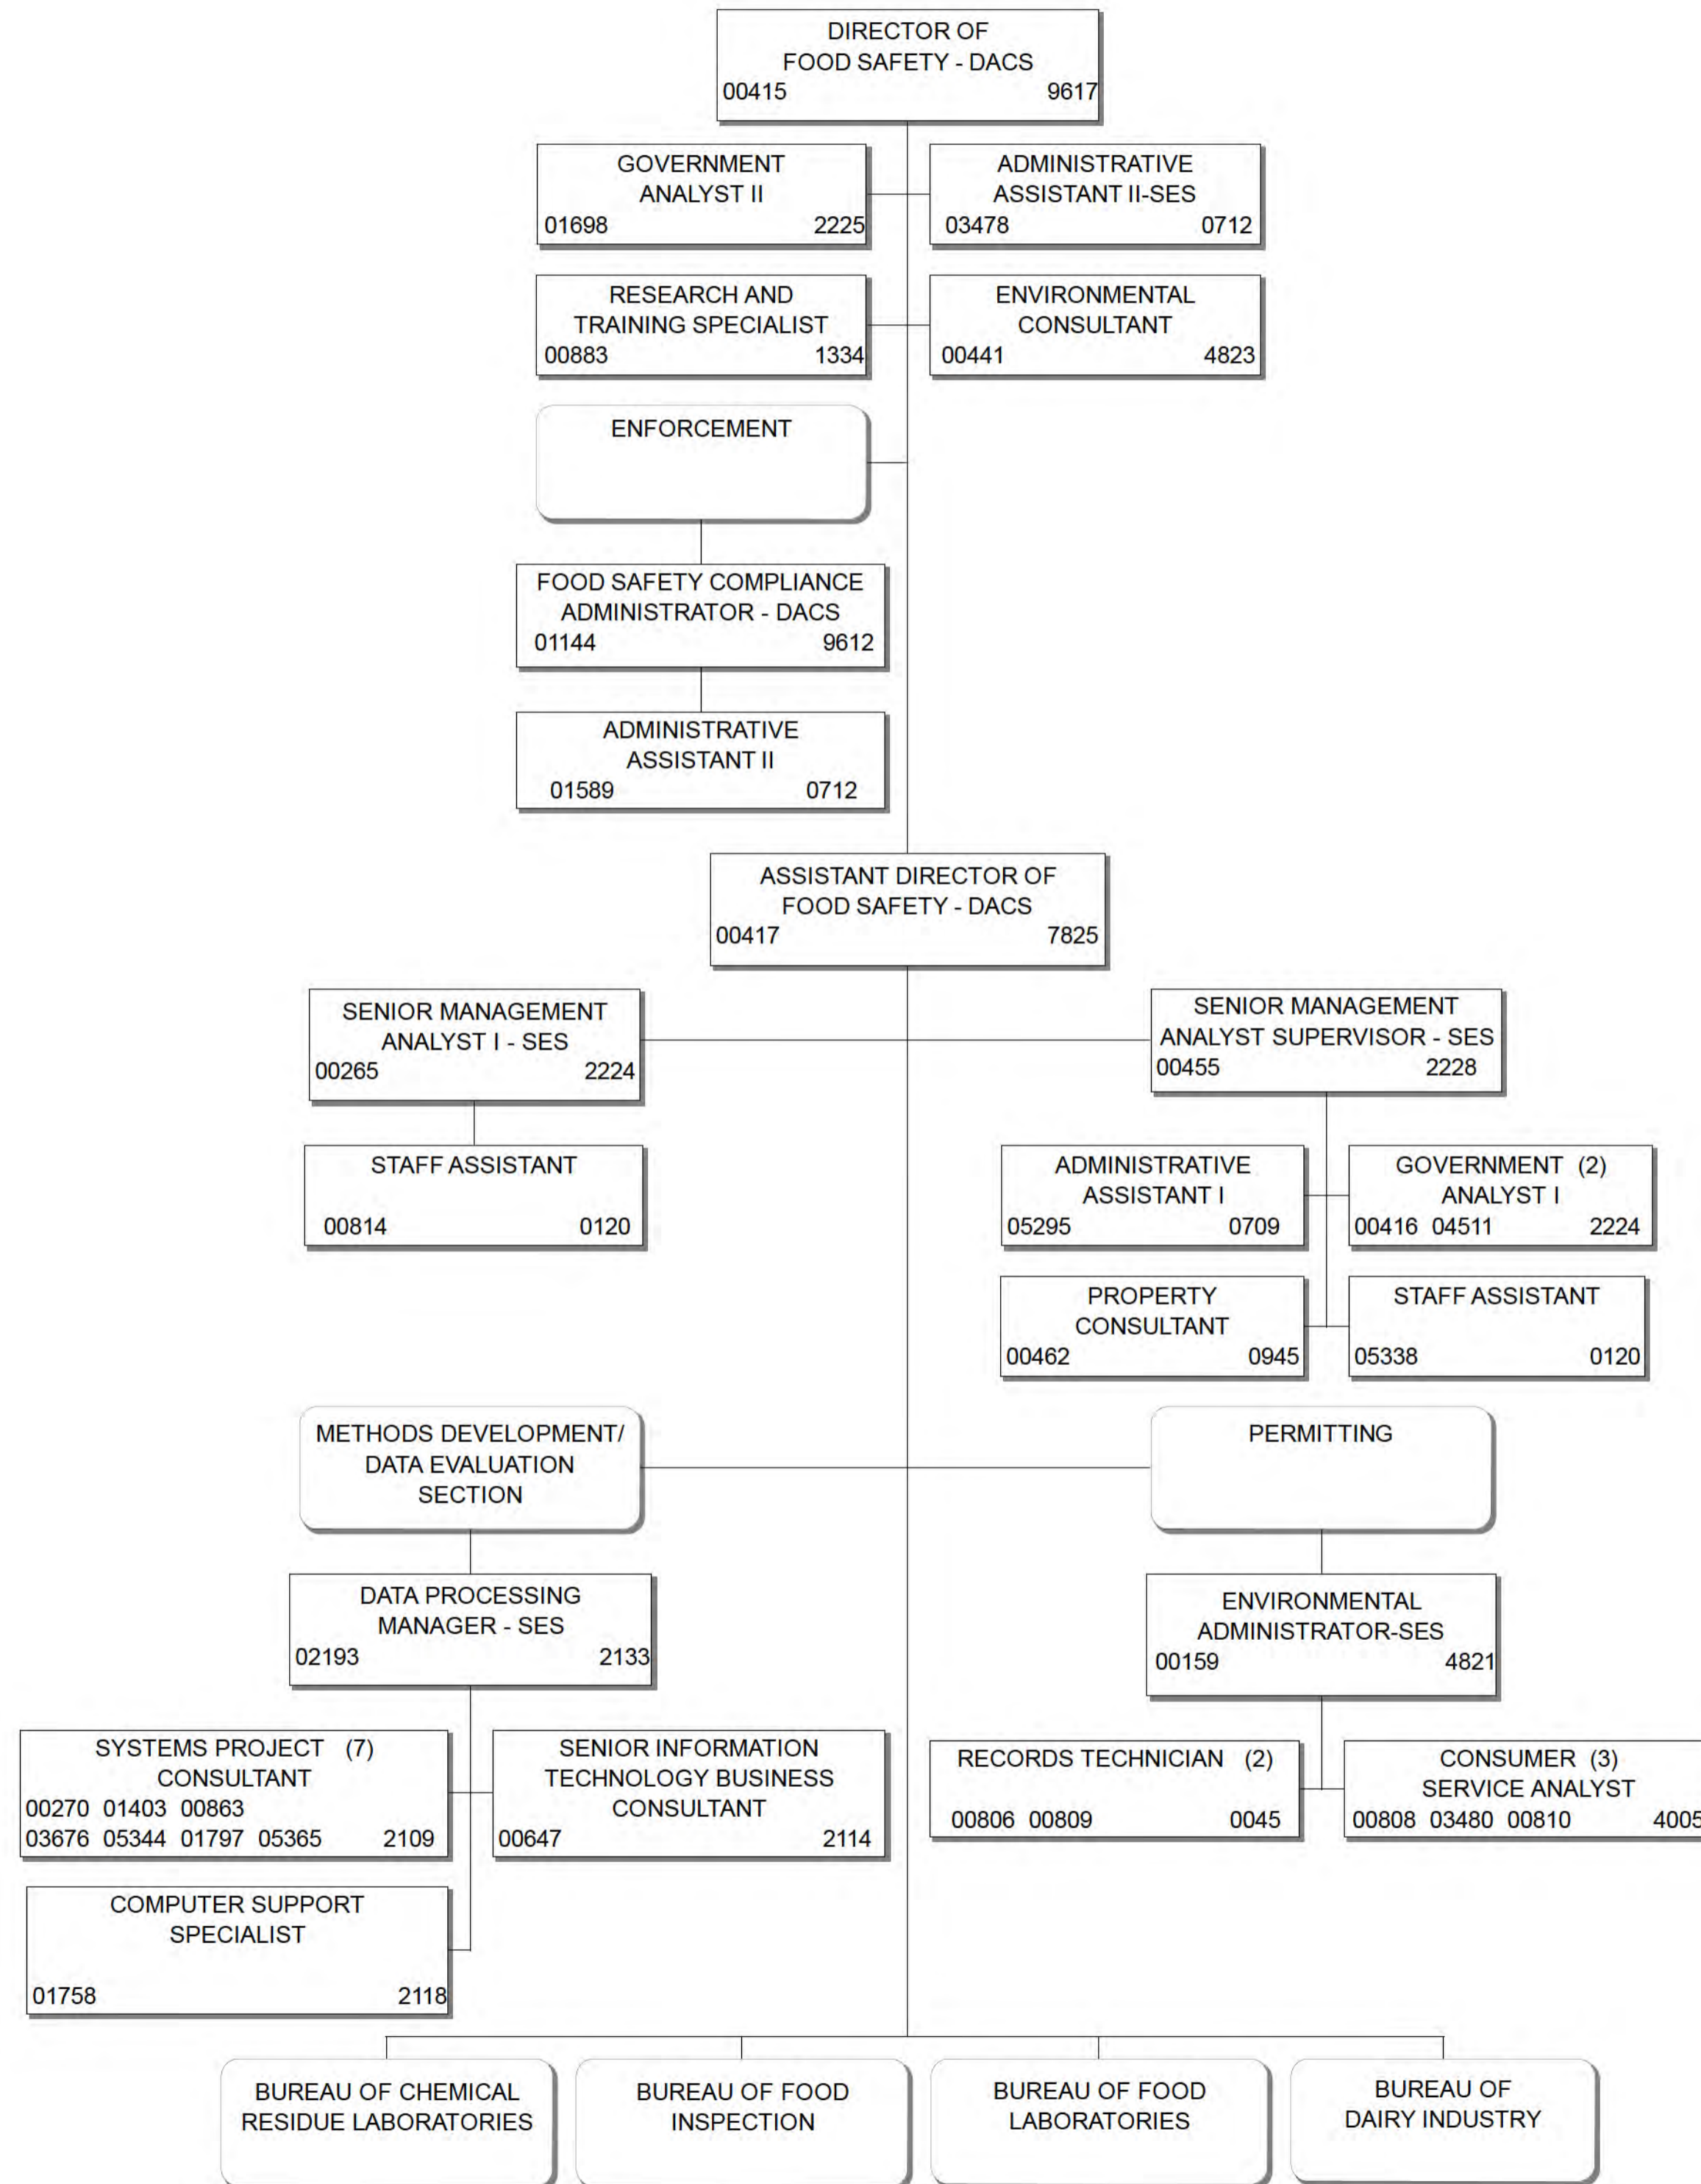 DIRECTOR OF
FOOD SAFETY - DACS
00415 9617
GOVERNMENT
ANALYST II
01698 2225
ADMINISTRATIVE
ASSISTANT II-SES
03478 0712
RESEARCH AND
TRAINING SPECIALIST
00883 1334
ENVIRONMENTAL
CONSULTANT
00441 4823
ENFORCEMENT
FOOD SAFETY COMPLIANCE
ADMINISTRATOR - DACS
01144 9612
ADMINISTRATIVE
ASSISTANT II
01589 0712
ASSISTANT DIRECTOR OF
FOOD SAFETY - DACS
00417 7825
SENIOR MANAGEMENT
ANALYST I - SES
00265 2224
SENIOR MANAGEMENT
ANALYST SUPERVISOR - SES
00455 2228
STAFF ASSISTANT
00814 0120
ADMINISTRATIVE
ASSISTANT I
05295 0709
GOVERNMENT (2)
ANALYST I
00416 04511 2224
PROPERTY
CONSULTANT
00462 0945
STAFF ASSISTANT
05338 0120
METHODS DEVELOPMENT/
DATA EVALUATION
SECTION
PERMITTING
DATA PROCESSING
MANAGER - SES
02193 2133
ENVIRONMENTAL
ADMINISTRATOR-SES
00159 4821
SYSTEMS PROJECT (7)
CONSULTANT
00270 01403 00863
03676 05344 01797 05365 2109
SENIOR INFORMATION
TECHNOLOGY BUSINESS
CONSULTANT
00647 2114
RECORDS TECHNICIAN (2)
00806 00809 0045
CONSUMER (3)
SERVICE ANALYST
00808 03480 00810 4005
COMPUTER SUPPORT
SPECIALIST
01758 2118
BUREAU OF CHEMICAL
RESIDUE LABORATORIES
BUREAU OF FOOD
INSPECTION
BUREAU OF FOOD
LABORATORIES
BUREAU OF
DAIRY INDUSTRY